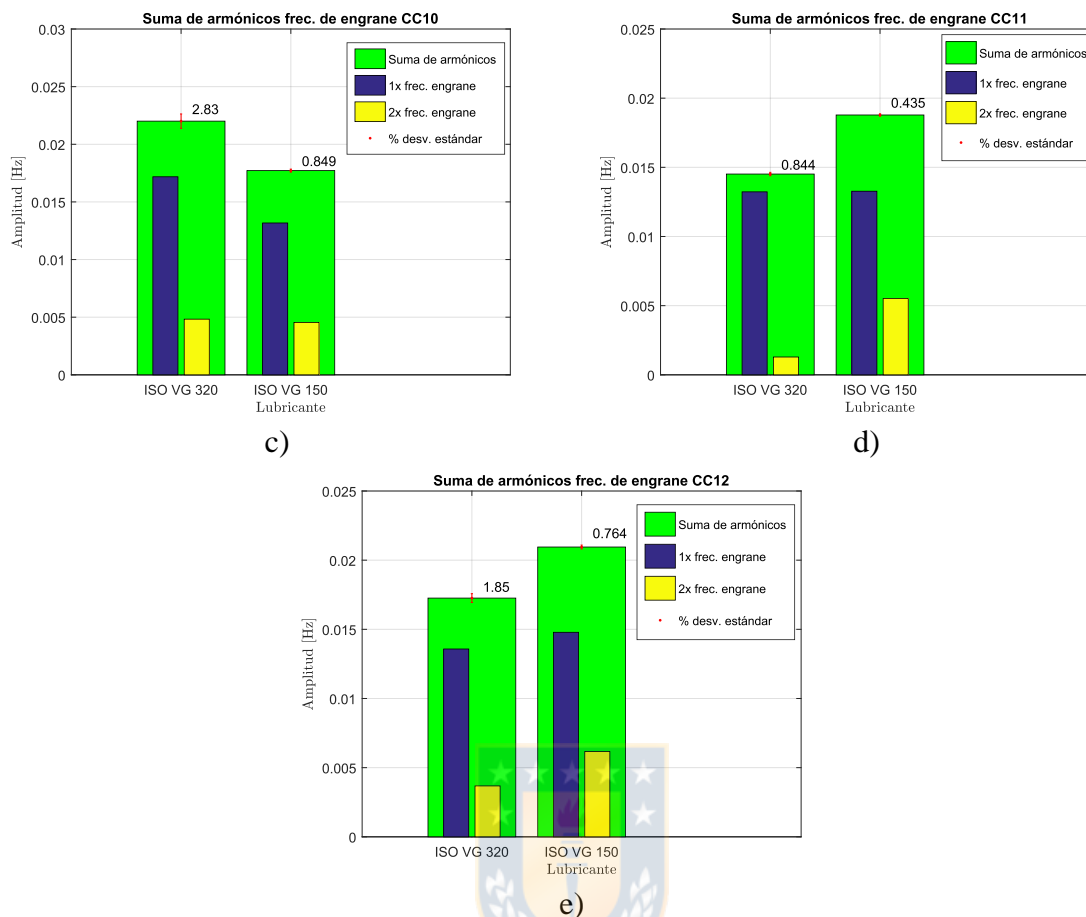 Suma de armónicos frec. de engrane CC10
0.03
0.025
0.02
0.015
0.01
0.005
0
Amplitud [Hz]
2.83
0.849
Suma de armónicos
1x frec. engrane
2x frec. engrane
% desv. estándar
ISO VG 320
ISO VG 150
Lubricante
c)
Suma de armónicos frec. de engrane CC11
0.025
0.02
0.015
0.01
0.005
0
Amplitud [Hz]
0.844
0.435
Suma de armónicos
1x frec. engrane
2x frec. engrane
% desv. estándar
ISO VG 320
ISO VG 150
Lubricante
d)
Suma de armónicos frec. de engrane CC12
0.025
0.02
0.015
0.01
0.005
0
Amplitud [Hz]
1.85
0.764
Suma de armónicos
1x frec. engrane
2x frec. engrane
% desv. estándar
ISO VG 320
ISO VG 150
Lubricante
e)